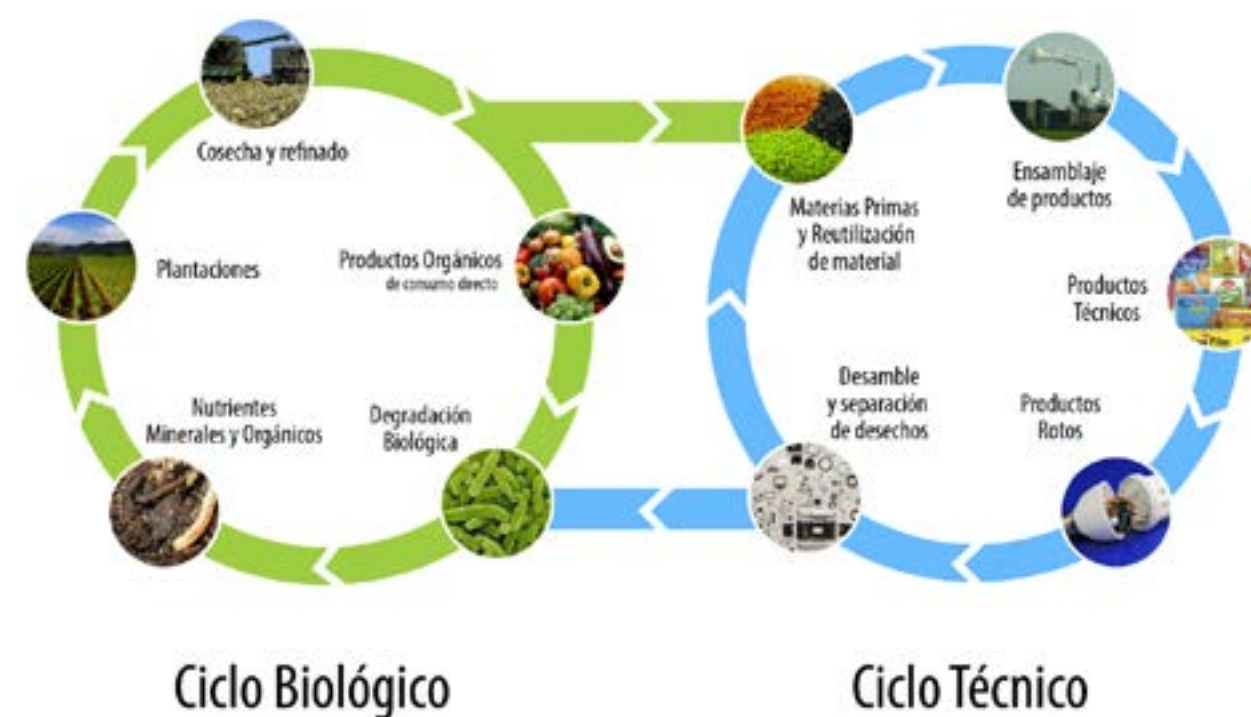 Cosecha y refinado
Plantaciones
Productos Orgánicos
de consumo directo
Nutrientes
Minerales y Orgánicos
Degradación
Biológica
Materias Primas
y Reutilización
de material
Ensamblaje
de productos
Productos
Técnicos
Desamble
y separación
de desechos
Productos
Rotos
Ciclo Biológico
Ciclo Técnico